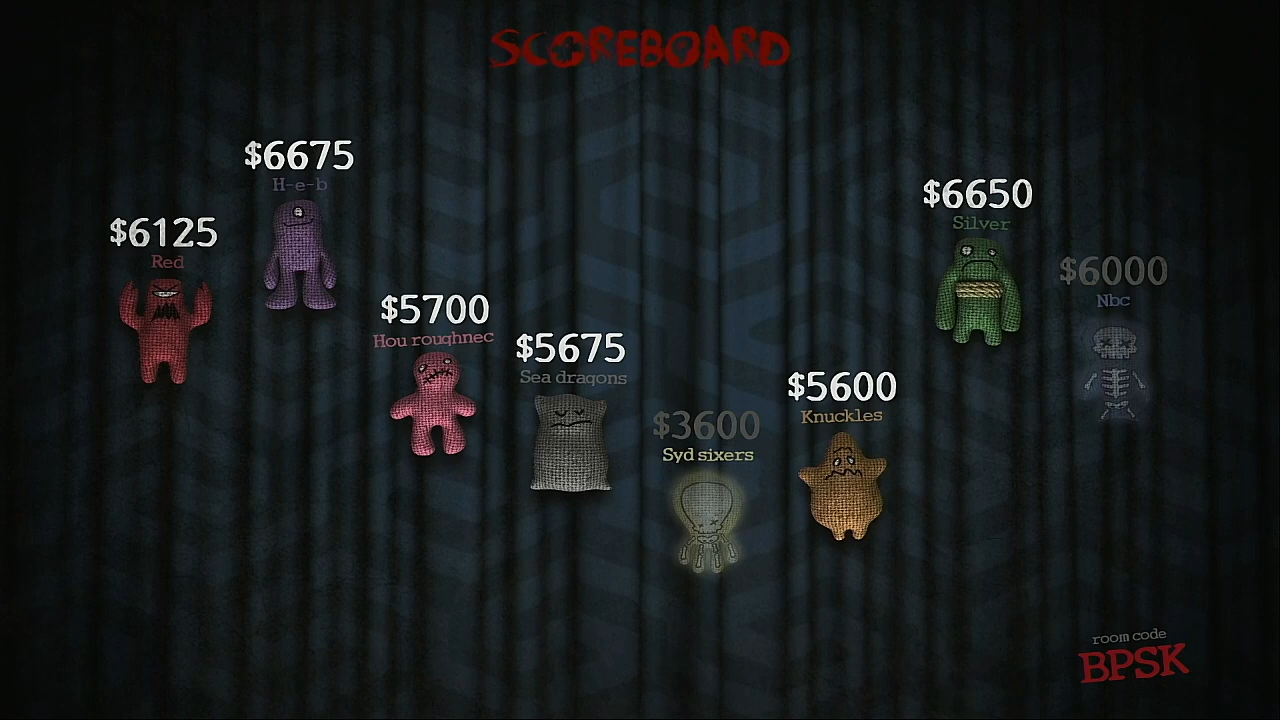 SCOREBOARD
$6125
Red
$6675
H-e-b
$5700
Hou roughnec
$5675
Sea dragons
$3600
Syd sixers
$5600
Knuckles
$6650
Silver
$6000
Nbc
room code
BPSK